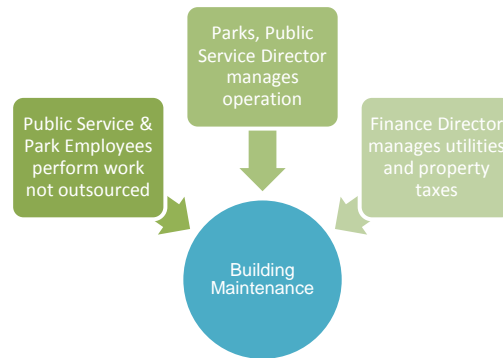 Parks, Public
Service Director
manages
operation
Public Service &
Park Employees
perform work
not outsourced
Finance Director
manages utilities
and property
taxes
Building
Maintenance